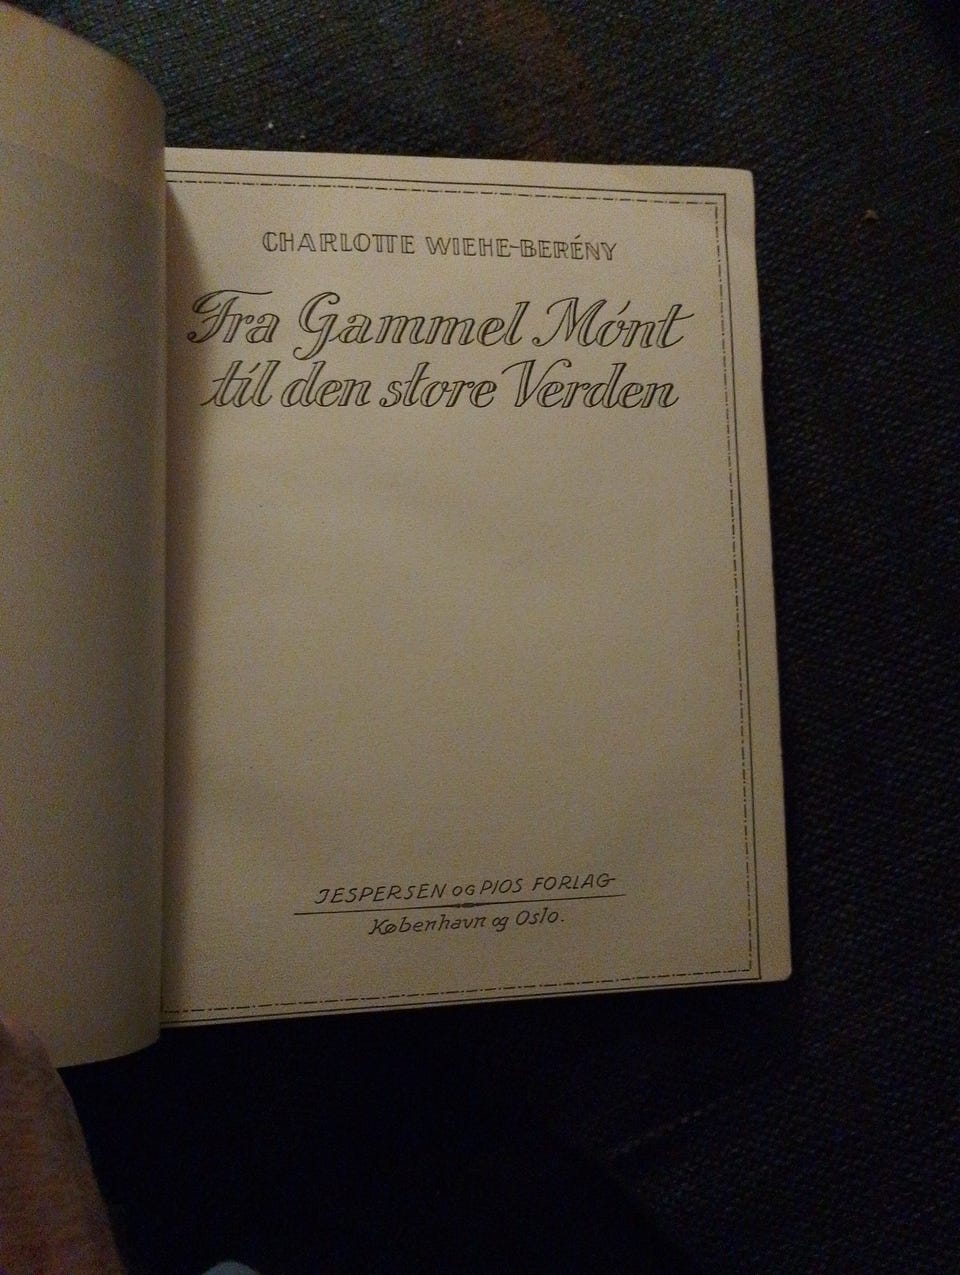 CHARLOTTE WIEHE-BERÉNY
Fra Gammel Mønt
til den store Verden
JESPERSEN OG PIOS FORLAG
København og Oslo.